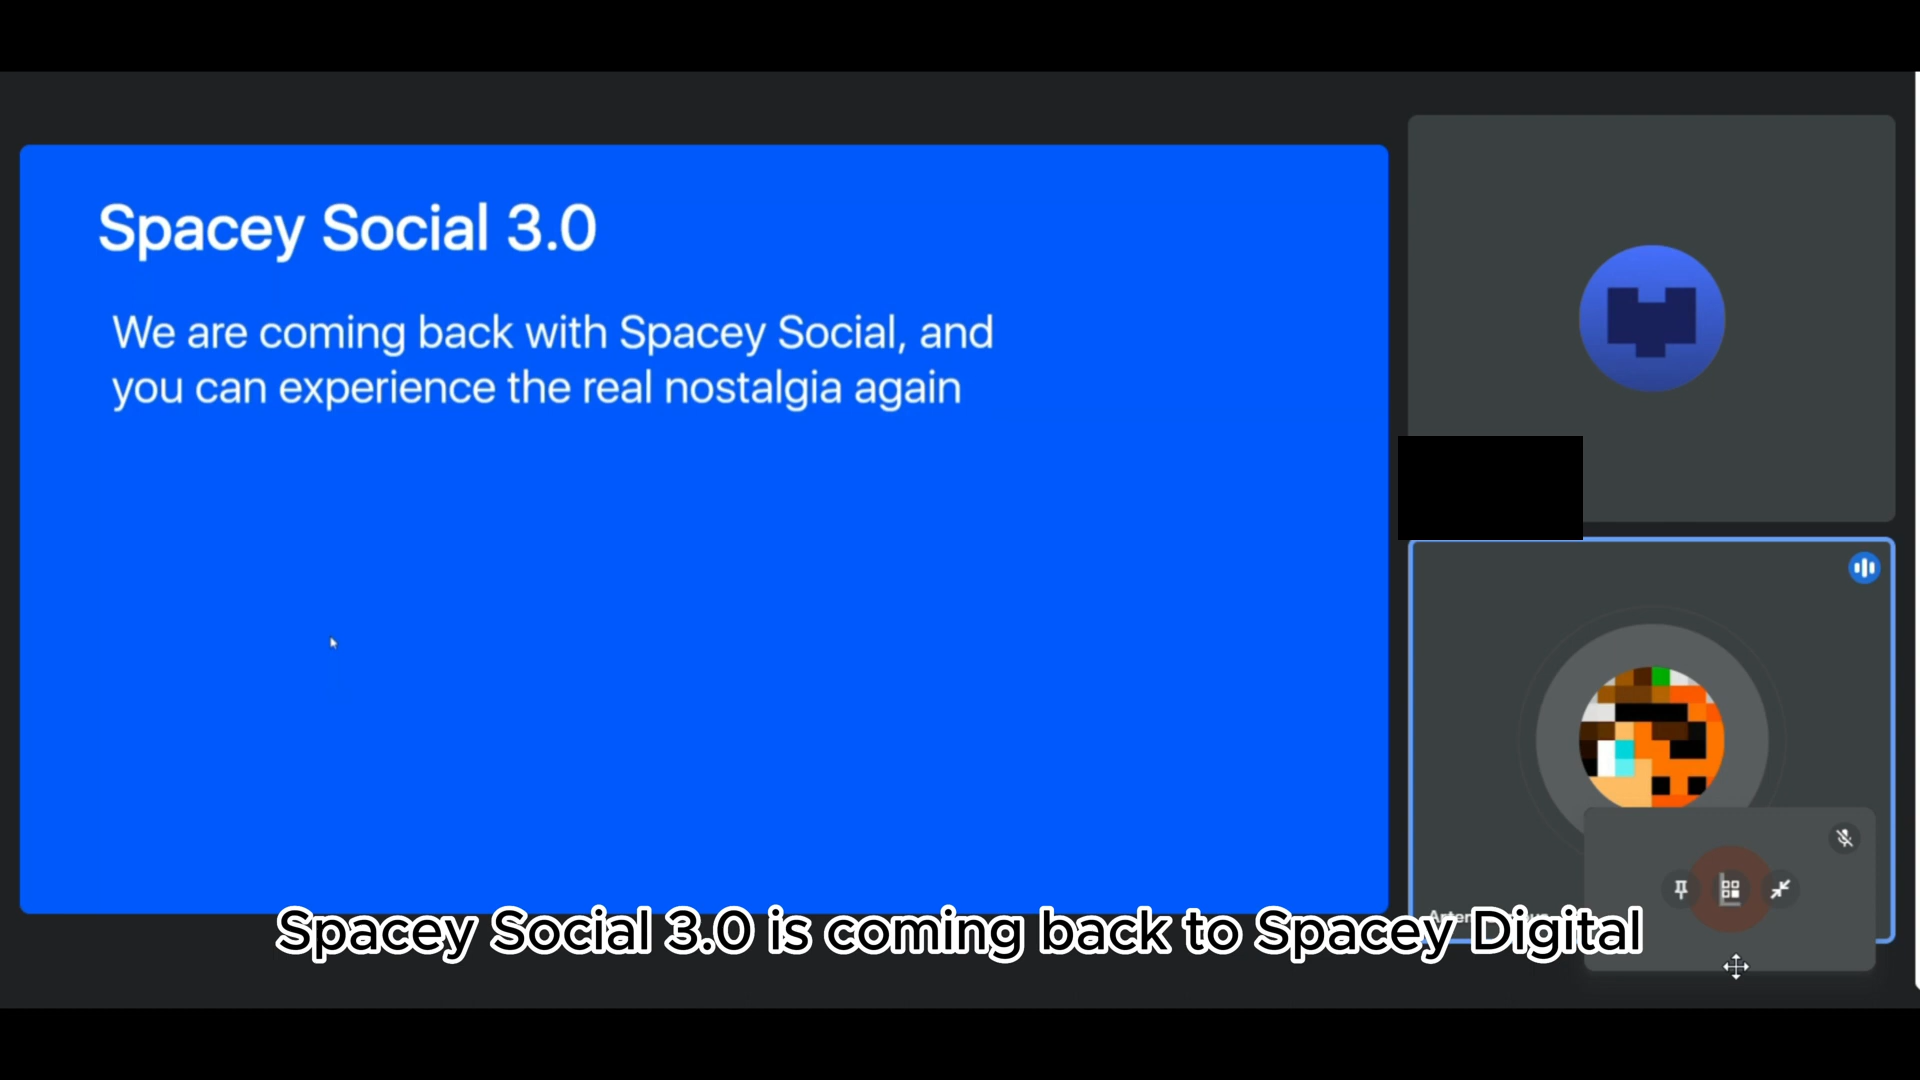 Spacey Social 3.0
We are coming back with Spacey Social, and
you can experience the real nostalgia again
Spacey Social 3.0 is coming back to Spacey Digital